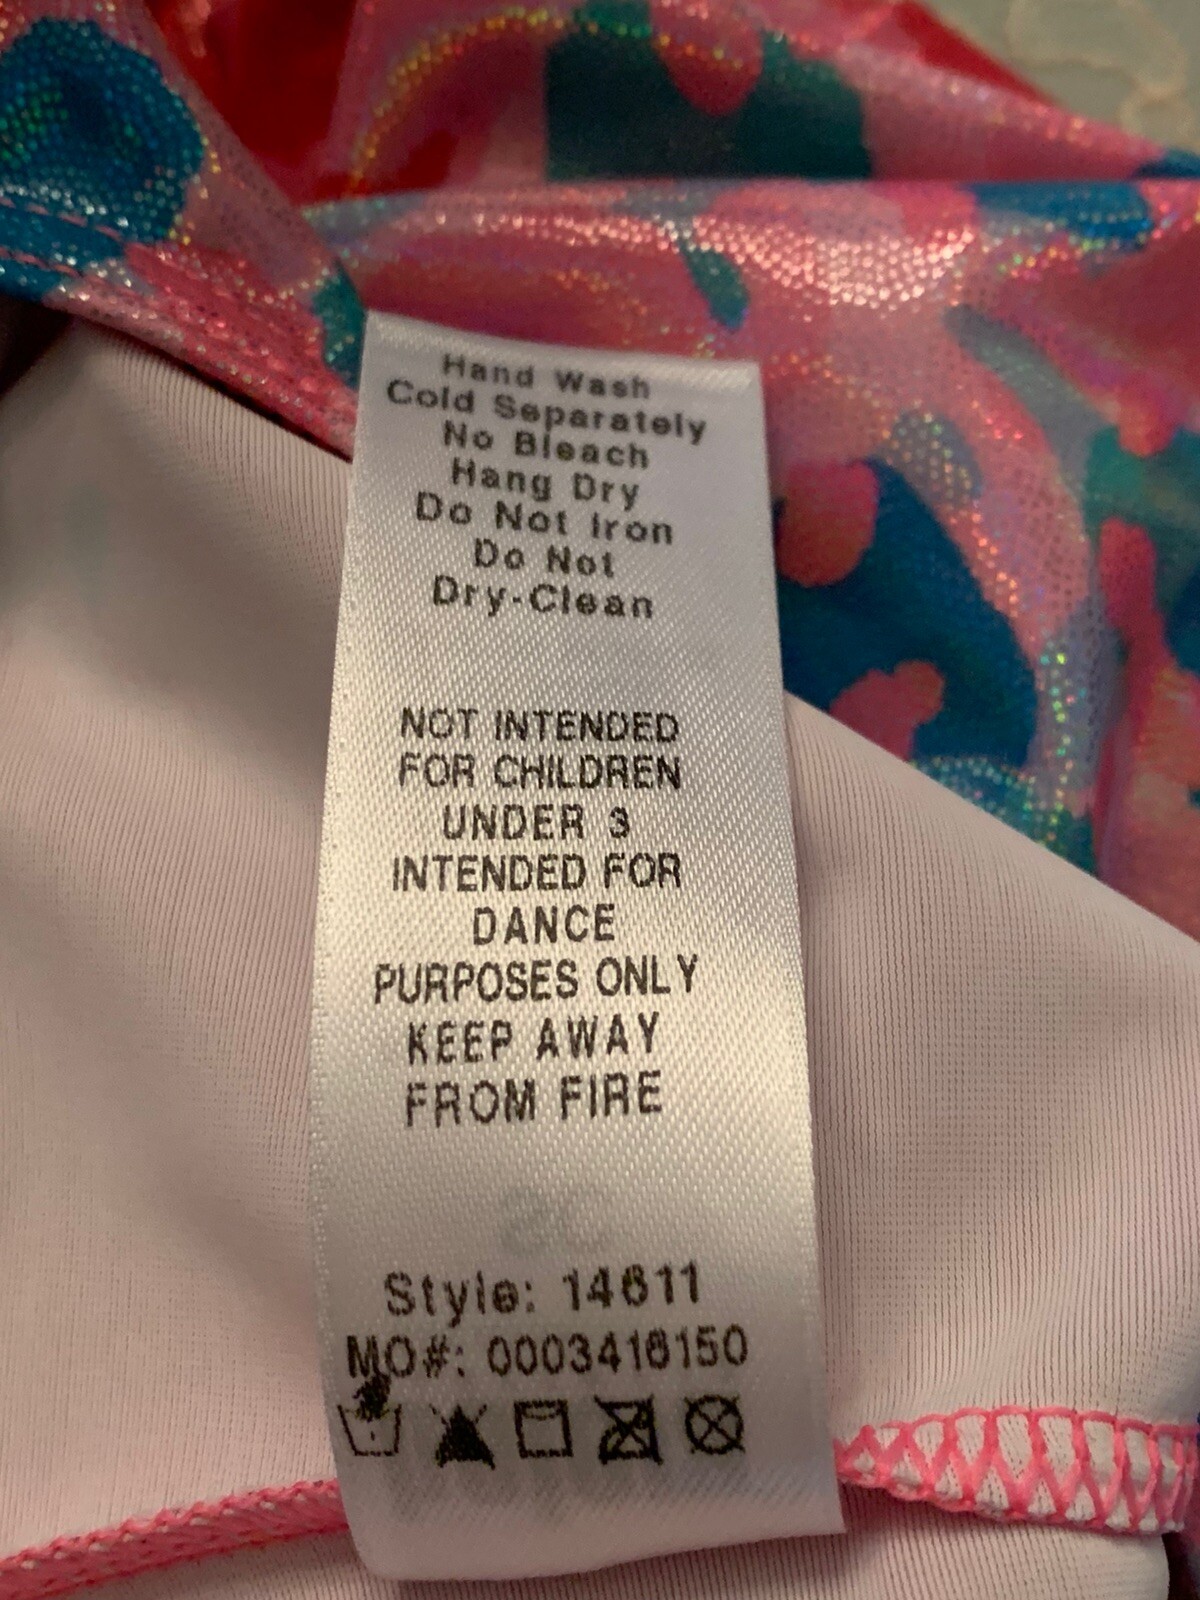 Hand Wash
Cold Separately
No Bleach
Hang Dry
Do Not Iron
Do Not
Dry-Clean
NOT INTENDED
FOR CHILDREN
UNDER 3
INTENDED FOR
DANCE
PURPOSES ONLY
KEEP AWAY
FROM FIRE
Style: 14611
MO#: 0003416150